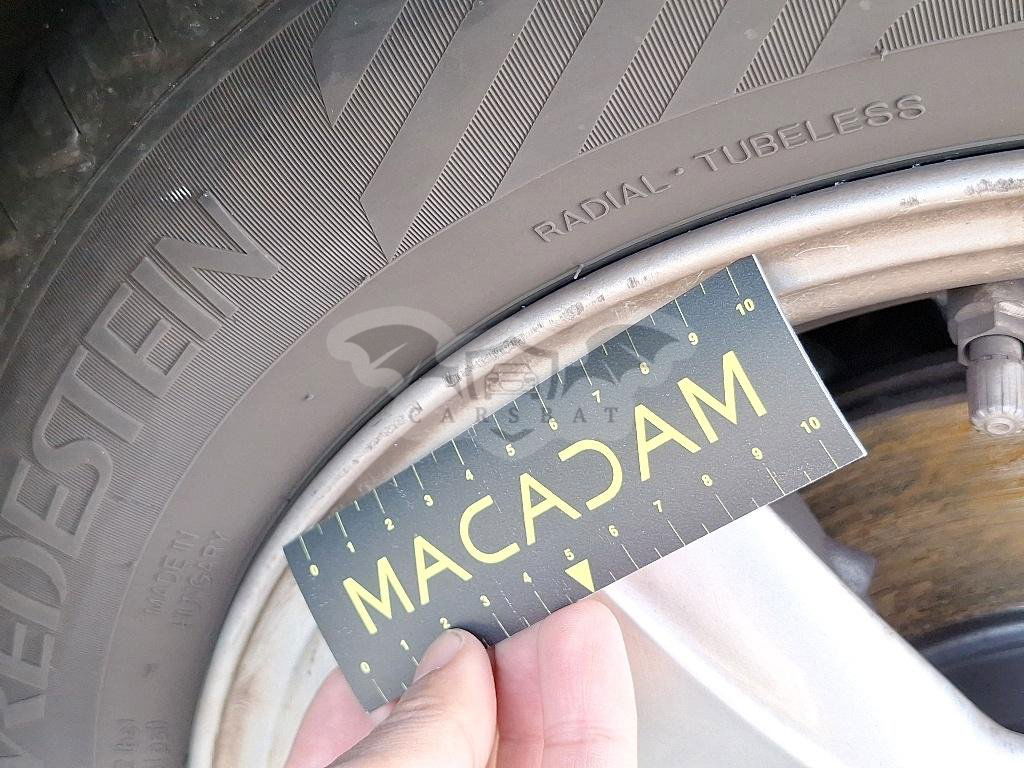 REDESTEIN
RADIAL · TUBELESS
MADE IN
HUNGARY
CARSBAT
0 1 2 3 4 5 6 7 8 9 10
MACADAM
0 1 2 3 4 5 6 7 8 9 10